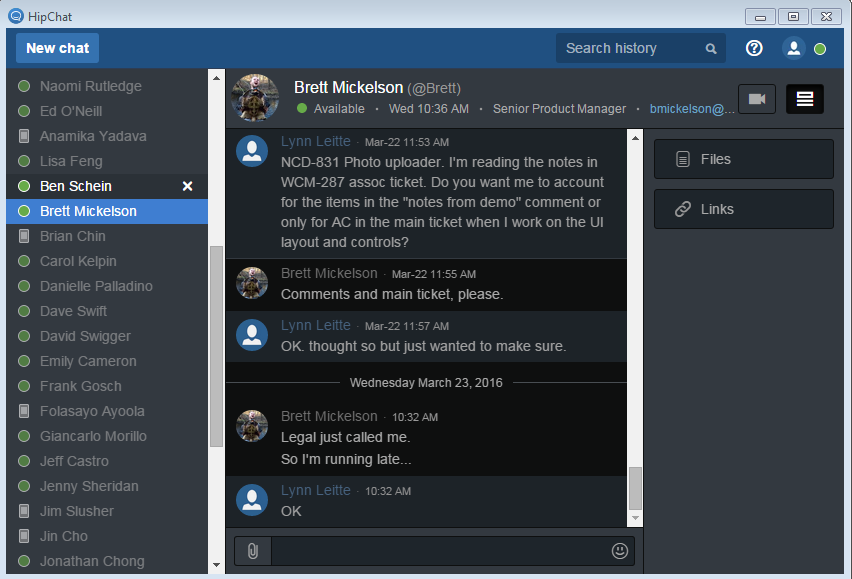 HipChat
New chat
Search history
Naomi Rutledge
Ed O'Neill
Anamika Yadava
Lisa Feng
Ben Schein
Brett Mickelson
Brian Chin
Carol Kelpin
Danielle Palladino
Dave Swift
David Swigger
Emily Cameron
Frank Gosch
Folasayo Ayoola
Giancarlo Morillo
Jeff Castro
Jenny Sheridan
Jim Slusher
Jin Cho
Jonathan Chong
Brett Mickelson (@Brett)
Available · Wed 10:36 AM · Senior Product Manager · bmickelson@...
Lynn Leitte · Mar-22 11:53 AM
NCD-831 Photo uploader. I'm reading the notes in
WCM-287 assoc ticket. Do you want me to account
for the items in the "notes from demo" comment or
only for AC in the main ticket when I work on the UI
layout and controls?
Brett Mickelson · Mar-22 11:55 AM
Comments and main ticket, please.
Lynn Leitte · Mar-22 11:57 AM
OK. thought so but just wanted to make sure.
Wednesday March 23, 2016
Brett Mickelson · 10:32 AM
Legal just called me.
So I'm running late...
Lynn Leitte · 10:32 AM
OK
Files
Links